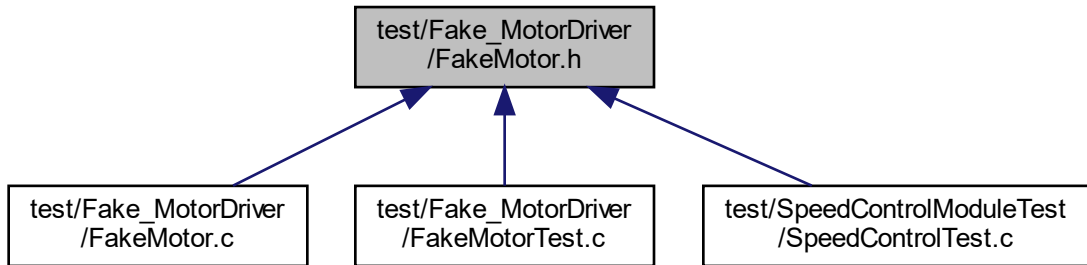 test/Fake_MotorDriver
/FakeMotor.h
test/Fake_MotorDriver
/FakeMotor.c
test/Fake_MotorDriver
/FakeMotorTest.c
test/SpeedControlModuleTest
/SpeedControlTest.c